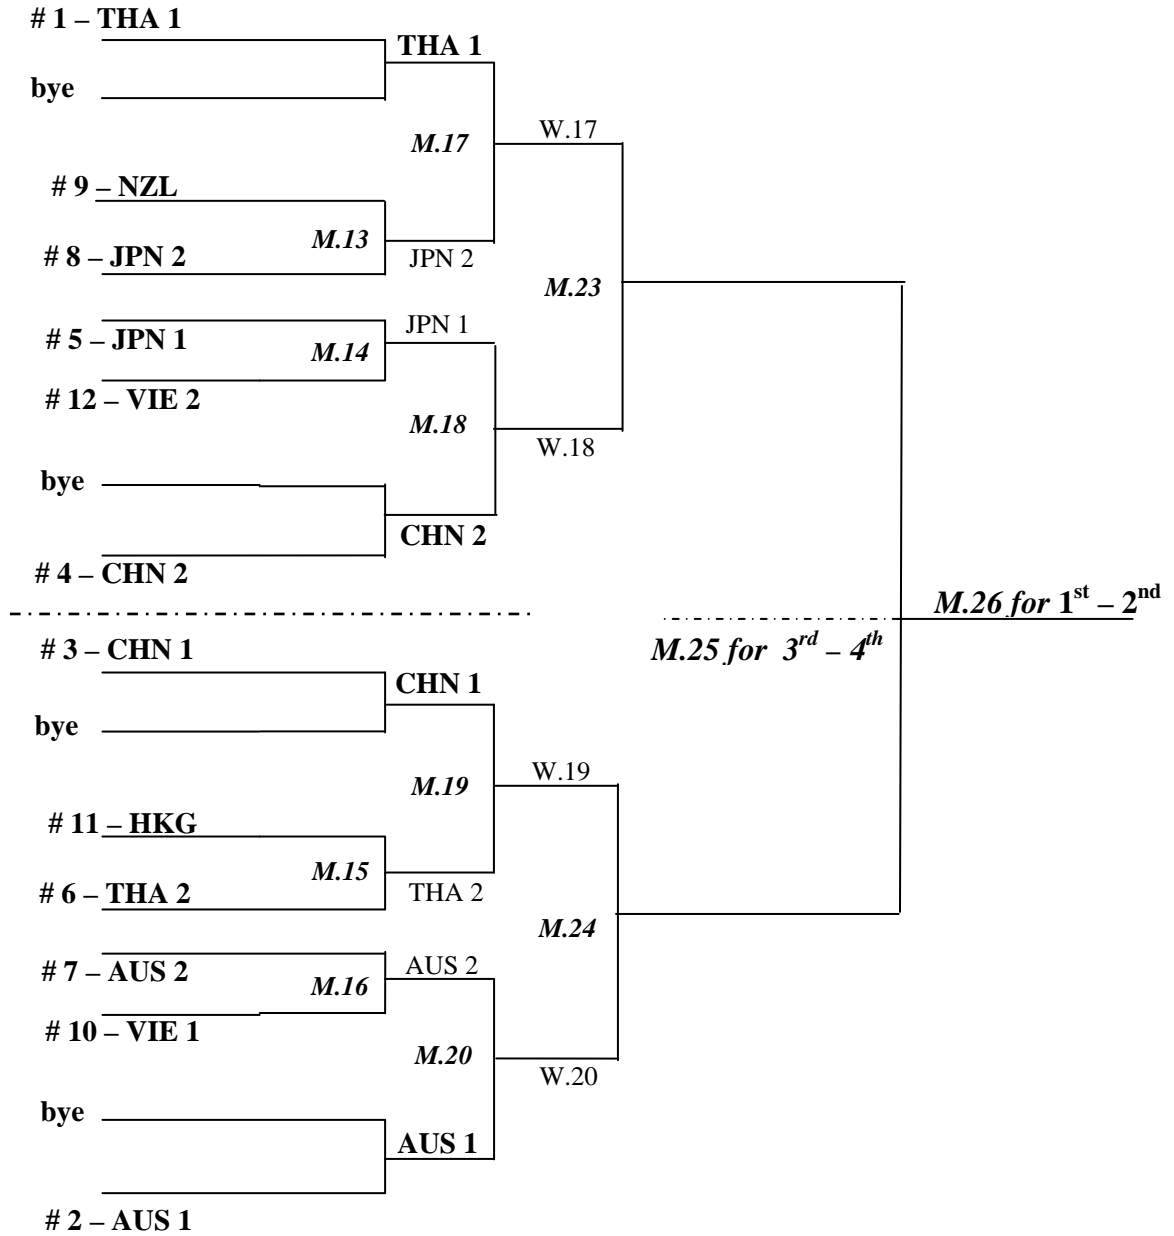 # 1 – THA 1
THA 1
bye
M.17
W.17
# 9 – NZL
M.13
# 8 – JPN 2
JPN 2
M.23
# 5 – JPN 1
JPN 1
M.14
# 12 – VIE 2
M.18
W.18
bye
CHN 2
# 4 – CHN 2
M.26 for 1st – 2nd
M.25 for 3rd – 4th
# 3 – CHN 1
CHN 1
bye
M.19
W.19
# 11 – HKG
M.15
# 6 – THA 2
THA 2
M.24
# 7 – AUS 2
AUS 2
M.16
# 10 – VIE 1
M.20
W.20
bye
AUS 1
# 2 – AUS 1